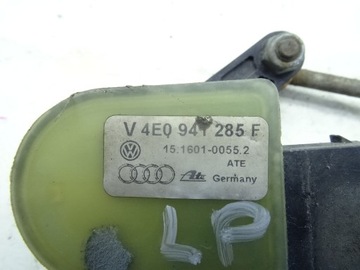 V 4E0 941 285 F
15.1601-0055.2
ATE
Ate Germany
LP